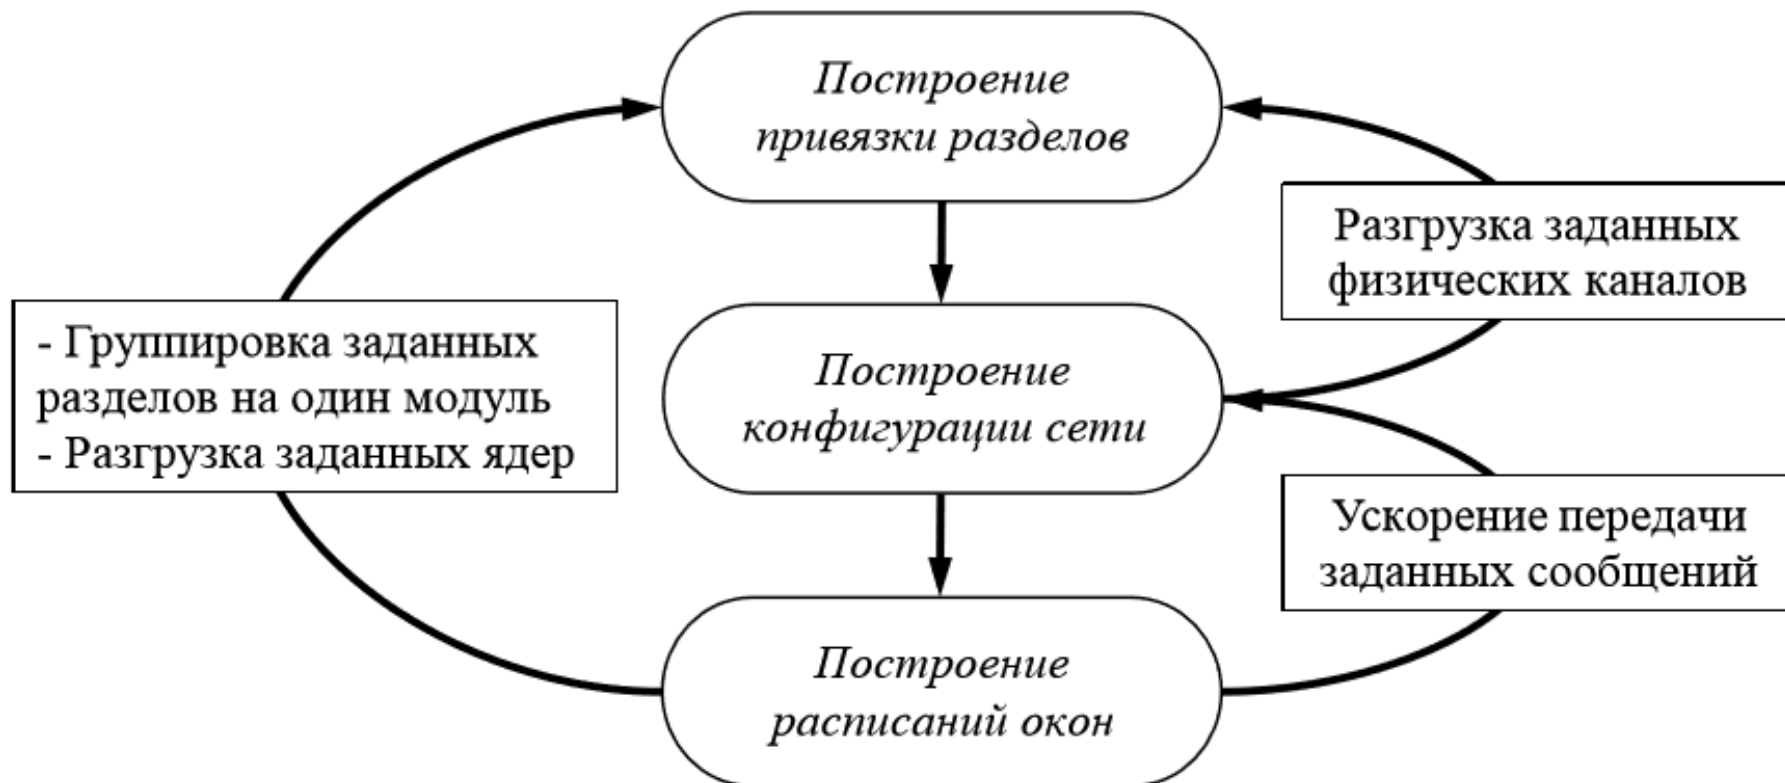 Построение
привязки разделов
Разгрузка заданных
физических каналов
- Группировка заданных
разделов на один модуль
- Разгрузка заданных ядер
Построение
конфигурации сети
Ускорение передачи
заданных сообщений
Построение
расписаний окон